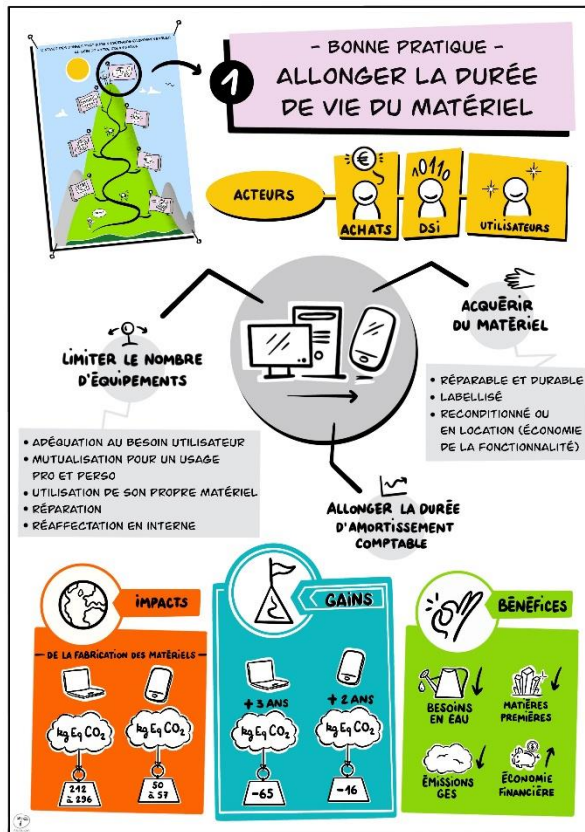 - BONNE PRATIQUE -
1
ALLONGER LA DURÉE
DE VIE DU MATÉRIEL
ACTEURS
€
0110
ACHATS
DSI
UTILISATEURS
ACQUÉRIR
DU MATÉRIEL
LIMITER LE NOMBRE
D'ÉQUIPEMENTS
• RÉPARABLE ET DURABLE
• LABELLISÉ
• RECONDITIONNÉ OU
EN LOCATION (ÉCONOMIE
DE LA FONCTIONNALITÉ)
• ADÉQUATION AU BESOIN UTILISATEUR
• MUTUALISATION POUR UN USAGE
PRO ET PERSO
• UTILISATION DE SON PROPRE MATÉRIEL
• RÉPARATION
• RÉAFFECTATION EN INTERNE
ALLONGER LA DURÉE
D'AMORTISSEMENT
COMPTABLE
IMPACTS
- DE LA FABRICATION DES MATÉRIELS -
kg Eq CO2
kg Eq CO2
212
à 296
50
à 57
GAINS
+ 3 ANS
+ 2 ANS
kg Eq CO2
kg Eq CO2
-65
-16
BÉNÉFICES
BESOINS
EN EAU
MATIÈRES
PREMIÈRES
ÉMISSIONS
GES
ÉCONOMIE
FINANCIÈRE